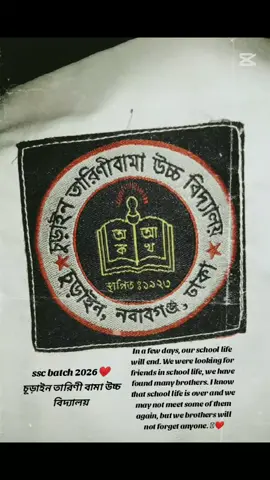 চুড়াইন তারিণীবামা উচ্চ বিদ্যালয়
অ আ
ক খ
স্থাপিত ঃ ১৯২৩
চুড়াইন, নবাবগঞ্জ, ঢাকা
ssc batch 2026❤️
চূড়াইন তারিণী বামা উচ্চ
বিদ্যালয়
In a few days, our school life
will end. We were looking for
friends in school life, we have
found many brothers. I know
that school life is over and we
may not meet some of them
again, but we brothers will
not forget anyone.